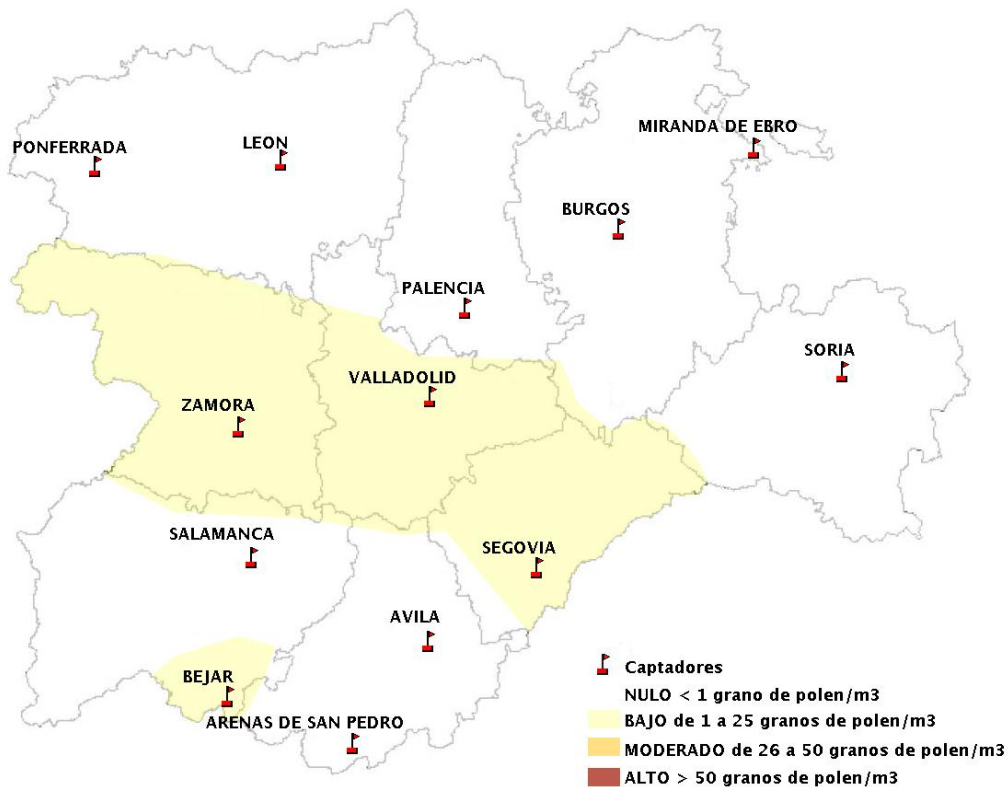 MIRANDA DE EBRO
PONFERRADA
LEON
BURGOS
PALENCIA
SORIA
VALLADOLID
ZAMORA
SALAMANCA
SEGOVIA
AVILA
BEJAR
ARENAS DE SAN PEDRO
Captadores
NULO < 1 grano de polen/m3
BAJO de 1 a 25 granos de polen/m3
MODERADO de 26 a 50 granos de polen/m3
ALTO > 50 granos de polen/m3